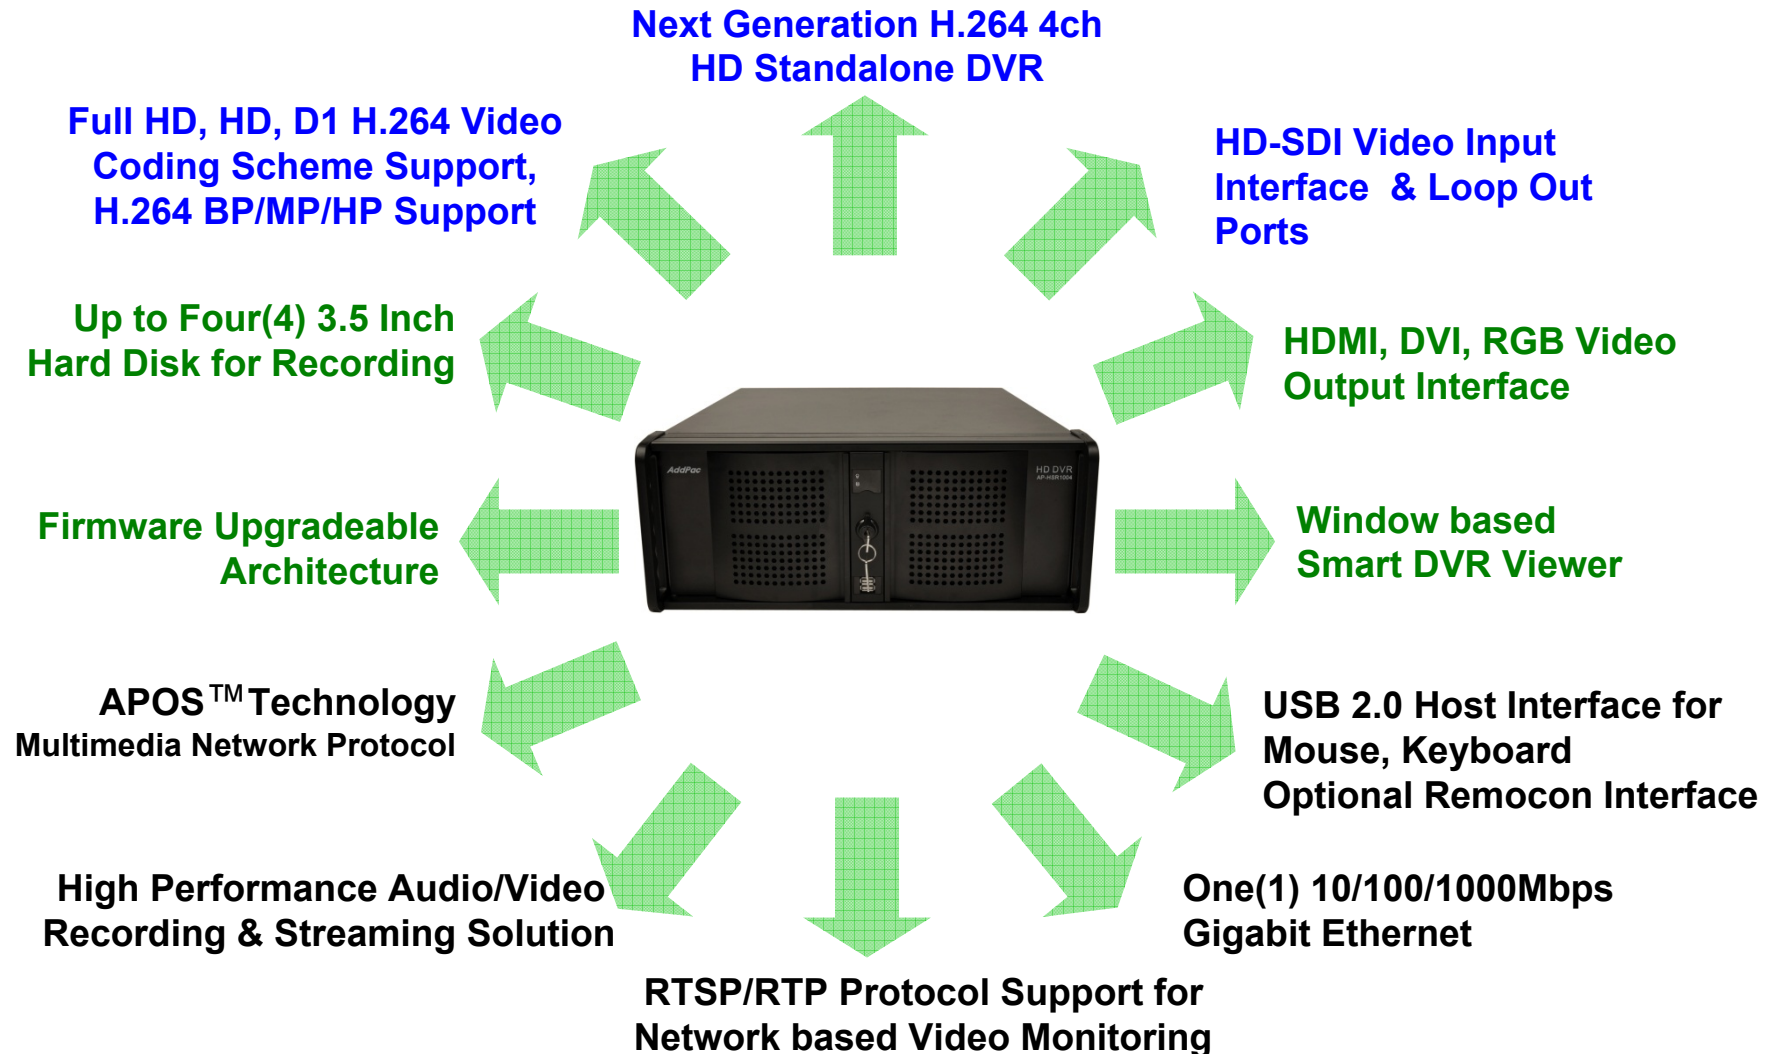 Next Generation H.264 4ch
HD Standalone DVR
Full HD, HD, D1 H.264 Video
Coding Scheme Support,
H.264 BP/MP/HP Support
HD-SDI Video Input
Interface & Loop Out
Ports
Up to Four(4) 3.5 Inch
Hard Disk for Recording
HDMI, DVI, RGB Video
Output Interface
AddPac
HD DVR
AP-HSR1004
Firmware Upgradeable
Architecture
Window based
Smart DVR Viewer
APOS™Technology
Multimedia Network Protocol
USB 2.0 Host Interface for
Mouse, Keyboard
Optional Remocon Interface
High Performance Audio/Video
Recording & Streaming Solution
One(1) 10/100/1000Mbps
Gigabit Ethernet
RTSP/RTP Protocol Support for
Network based Video Monitoring